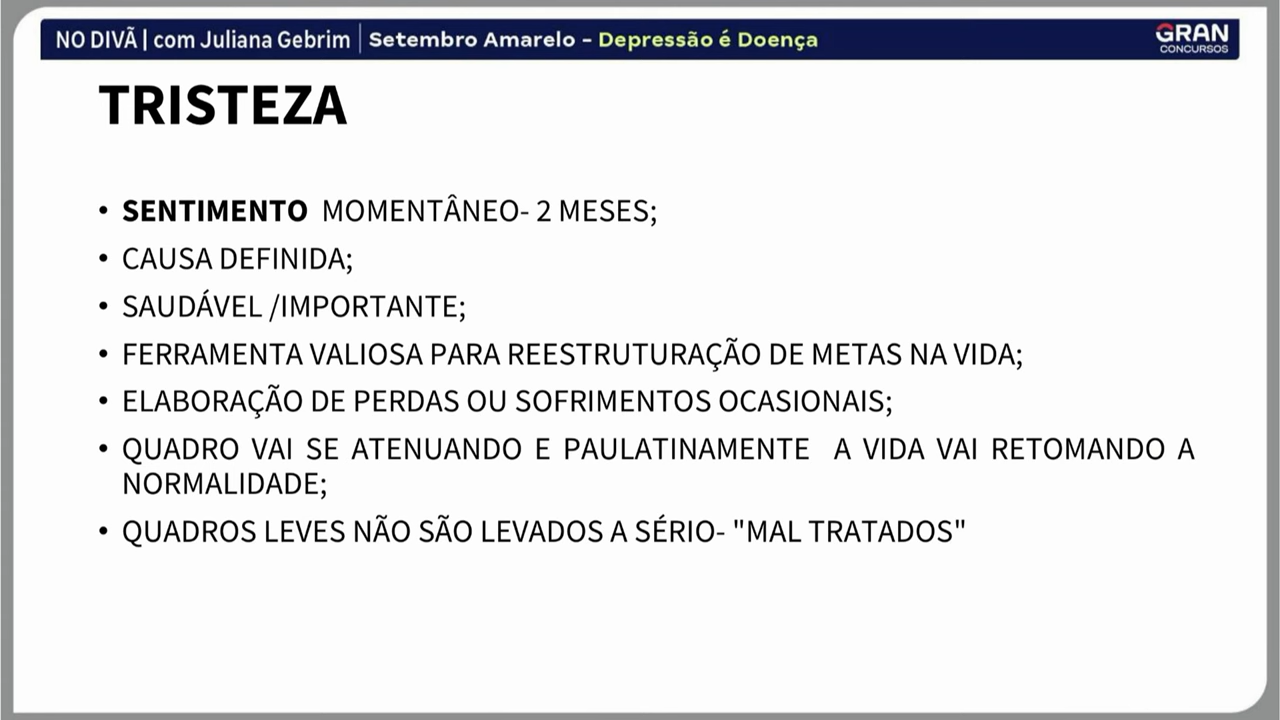 NO DIVÃ | com Juliana Gebrim | Setembro Amarelo – Depressão é Doença
GRAN
CONCURSOS
TRISTEZA
• SENTIMENTO MOMENTÂNEO- 2 MESES;
• CAUSA DEFINIDA;
• SAUDÁVEL /IMPORTANTE;
• FERRAMENTA VALIOSA PARA REESTRUTURAÇÃO DE METAS NA VIDA;
• ELABORAÇÃO DE PERDAS OU SOFRIMENTOS OCASIONAIS;
• QUADRO VAI SE ATENUANDO E PAULATINAMENTE A VIDA VAI RETOMANDO A
NORMALIDADE;
• QUADROS LEVES NÃO SÃO LEVADOS A SÉRIO- "MAL TRATADOS"